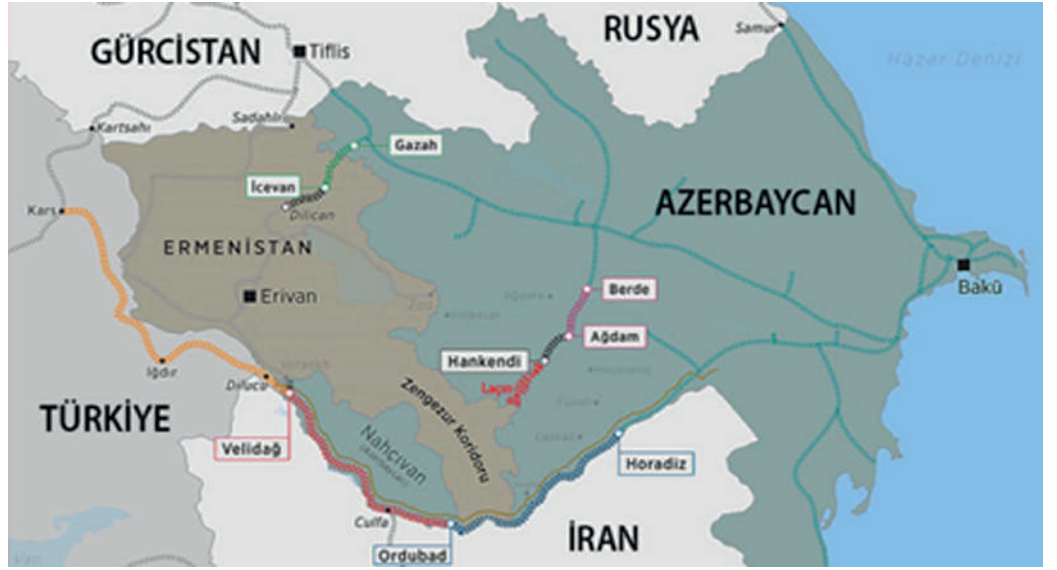 RUSYA
Samur
GÜRCİSTAN
Tiflis
Hazar Denizi
Kartsahı
Sadahlı
Gazah
İcevan
Dilican
Kars
AZERBAYCAN
ERMENİSTAN
Bakü
Erivan
Berde
Ağdam
Hankendi
Laçın
Iğdır
Dilucu
Zengezur Koridoru
TÜRKİYE
Velidağ
Nahçıvan
Horadiz
Culfa
Ordubad
İRAN
Van